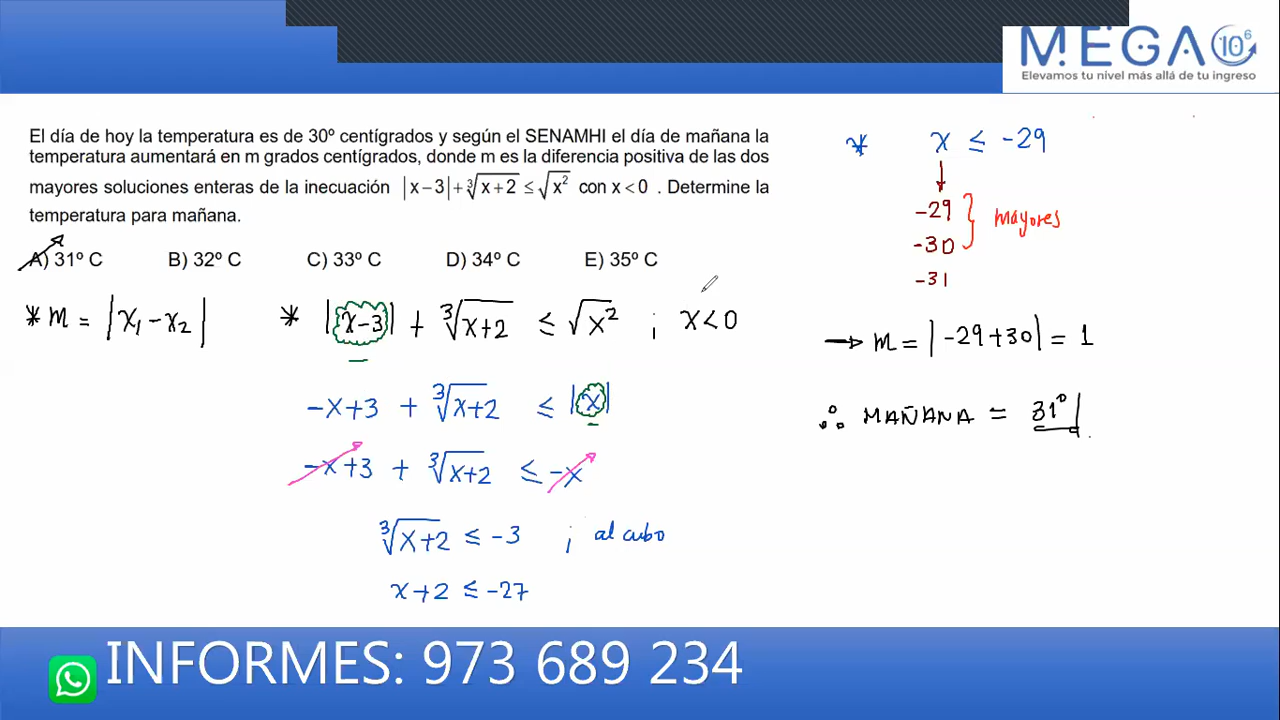 MEGA 10⁶
Elevamos tu nivel más allá de tu ingreso
El día de hoy la temperatura es de 30º centígrados y según el SENAMHI el día de mañana la
temperatura aumentará en m grados centígrados, donde m es la diferencia positiva de las dos
mayores soluciones enteras de la inecuación |x−3|+∛(x+2) ≤ √(x²) con x<0 . Determine la
temperatura para mañana.
A) 31º C B) 32º C C) 33º C D) 34º C E) 35º C
* m = |x₁ − x₂|
* |x−3| + ∛(x+2) ≤ √(x²) ; x<0
−x+3 + ∛(x+2) ≤ |x|
−x+3 + ∛(x+2) ≤ −x
∛(x+2) ≤ −3 ; al cubo
x+2 ≤ −27
* x ≤ −29
↓
−29
−30
mayores
−31
→ m = |−29+30| = 1
∴ MAÑANA = 31°
INFORMES: 973 689 234